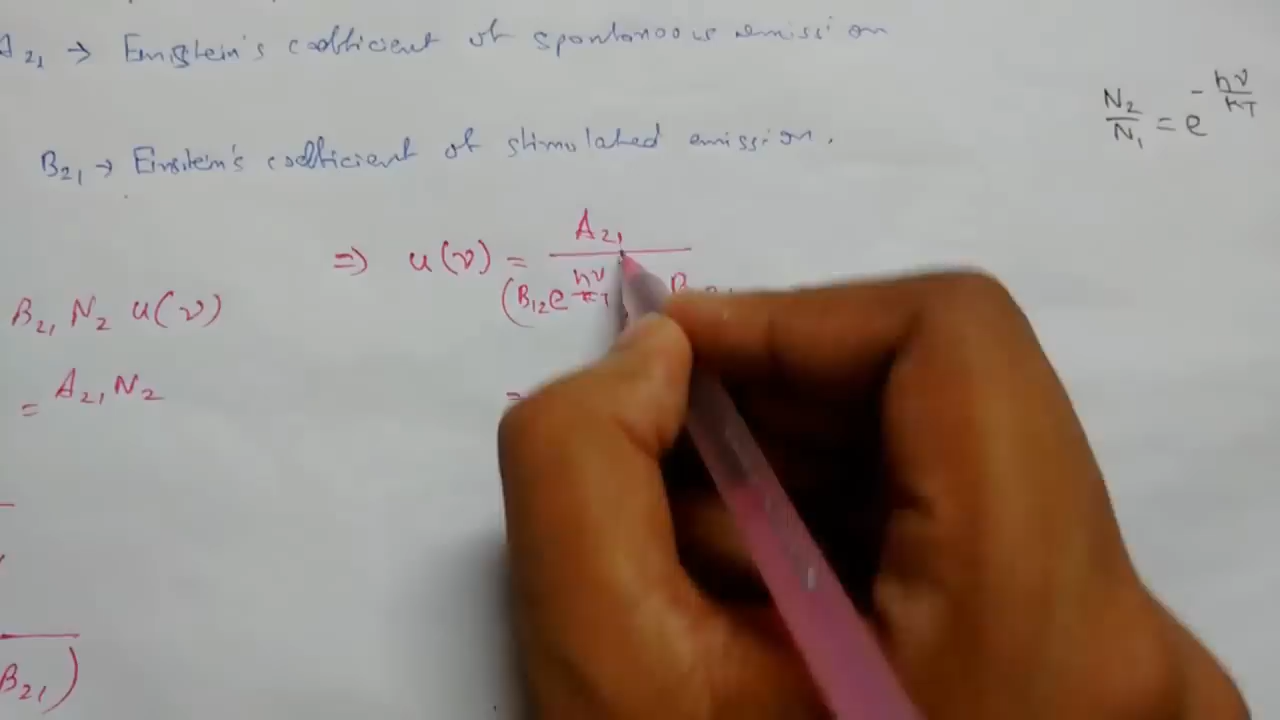 A21 → Einstein's coefficient of spontaneous emission
N2/N1 = e^(-hν/kT)
B21 → Einstein's coefficient of stimulated emission.
⇒ u(ν) = A21 / (B12 e^(hν/kT)
B21 N2 u(ν)
= A21 N2
=
B21)